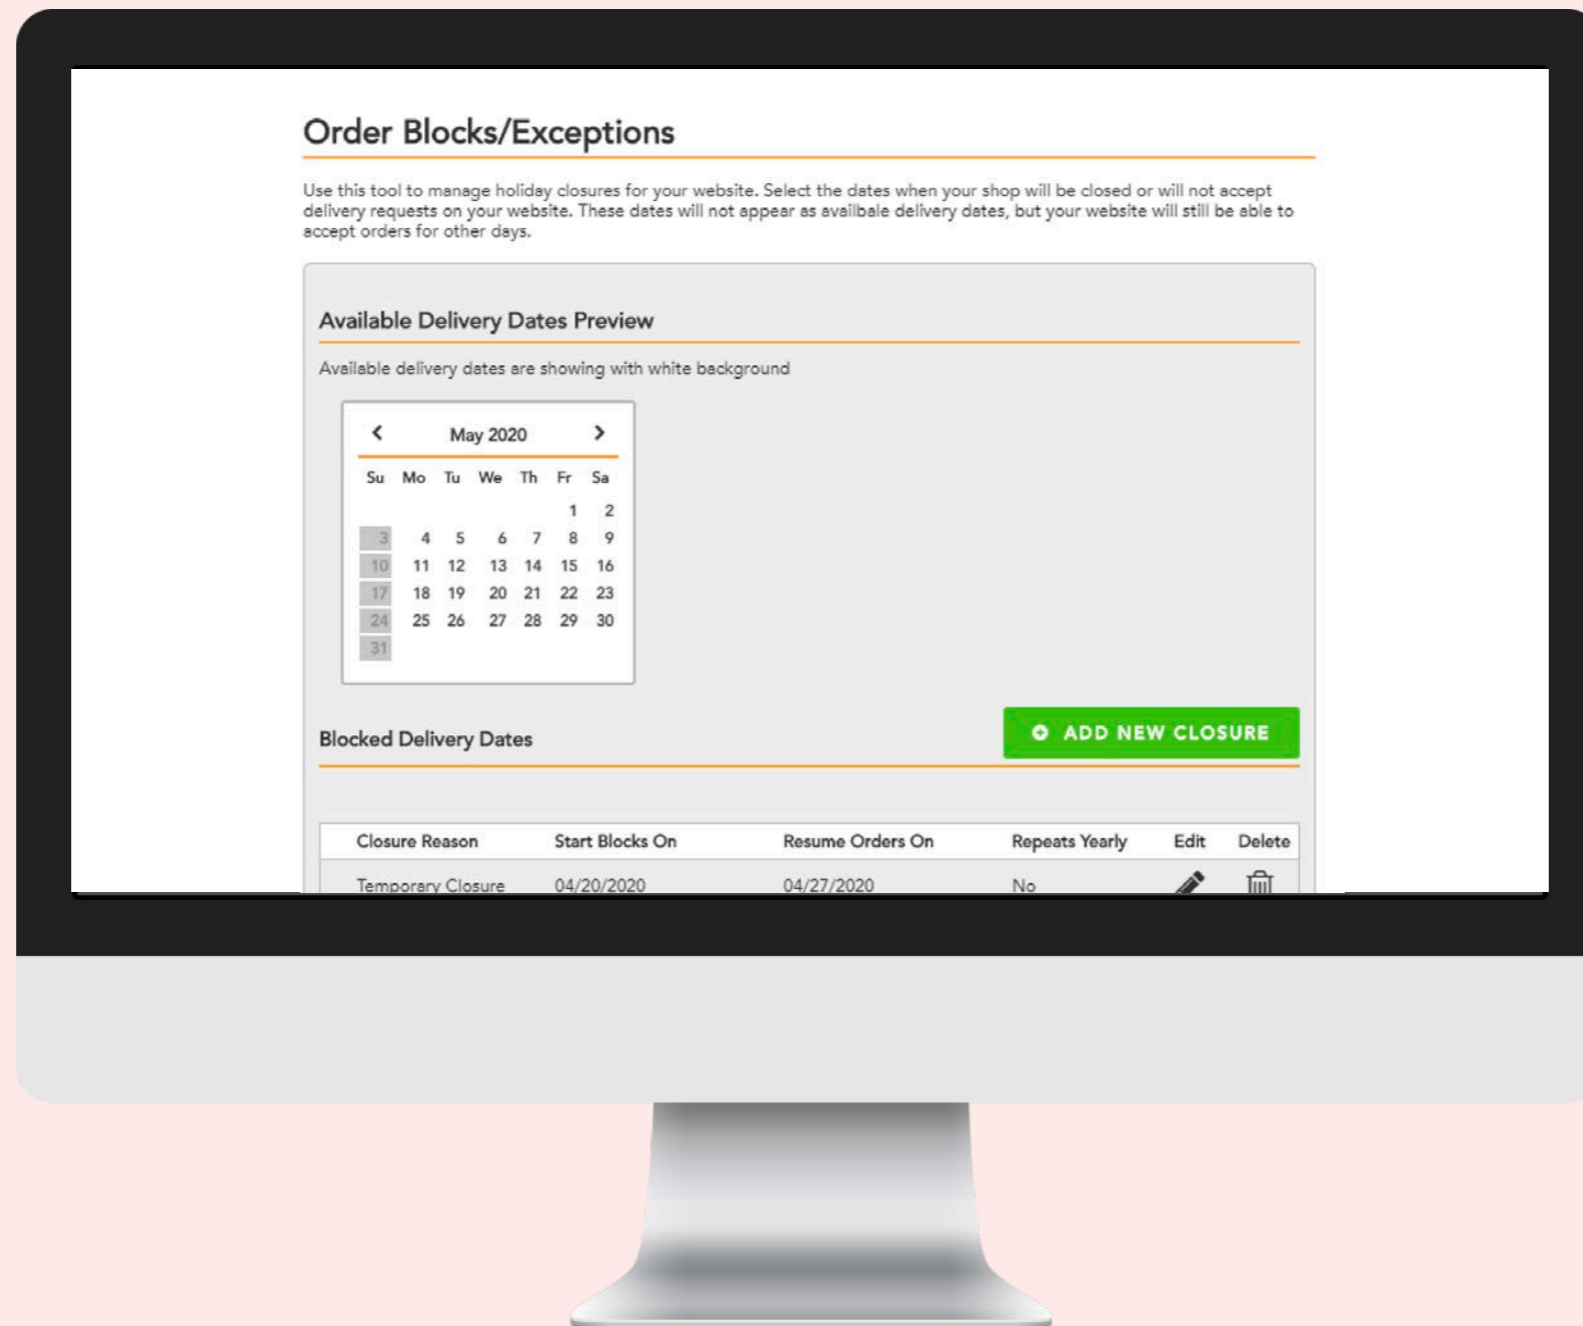 Order Blocks/Exceptions
Use this tool to manage holiday closures for your website. Select the dates when your shop will be closed or will not accept
delivery requests on your website. These dates will not appear as availbale delivery dates, but your website will still be able to
accept orders for other days.
Available Delivery Dates Preview
Available delivery dates are showing with white background
May 2020
Su Mo Tu We Th Fr Sa
1 2
3 4 5 6 7 8 9
10 11 12 13 14 15 16
17 18 19 20 21 22 23
24 25 26 27 28 29 30
31
Blocked Delivery Dates
ADD NEW CLOSURE
Closure Reason Start Blocks On Resume Orders On Repeats Yearly Edit Delete
Temporary Closure 04/20/2020 04/27/2020 No